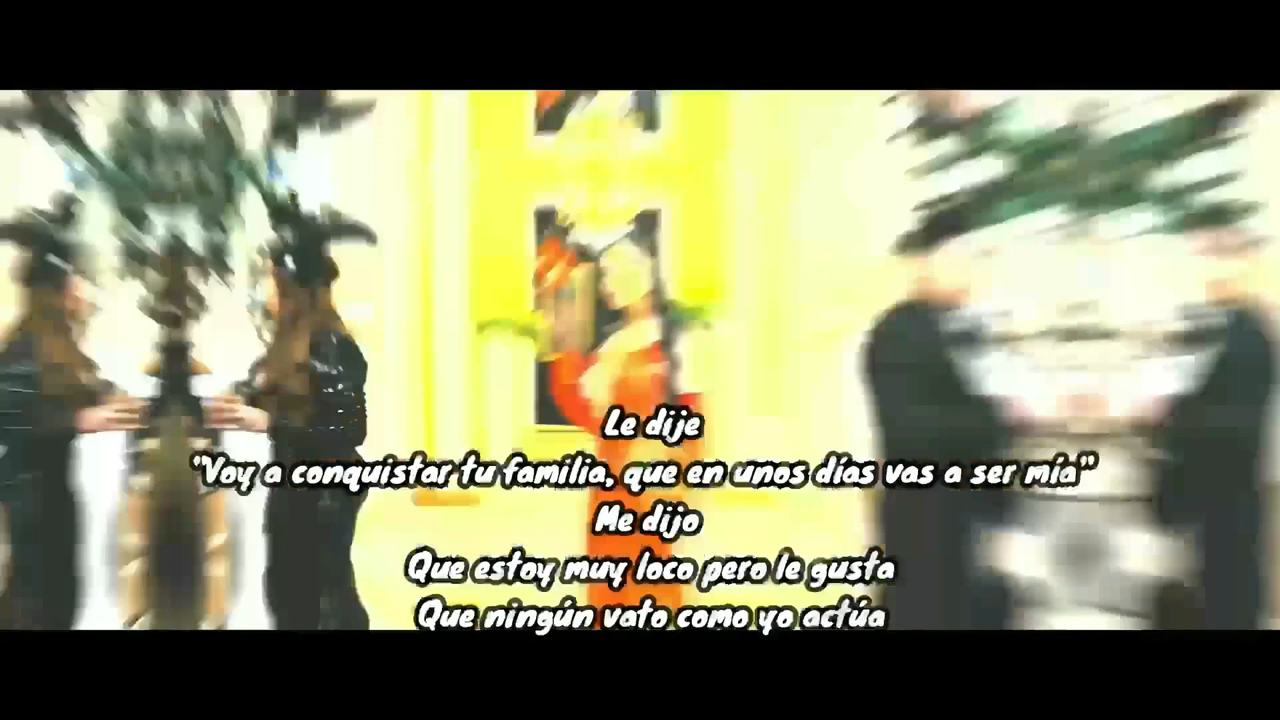 Le dije
"Voy a conquistar tu familia, que en unos días vas a ser mía"
Me dijo
Que estoy muy loco pero le gusta
Que ningún vato como yo actúa